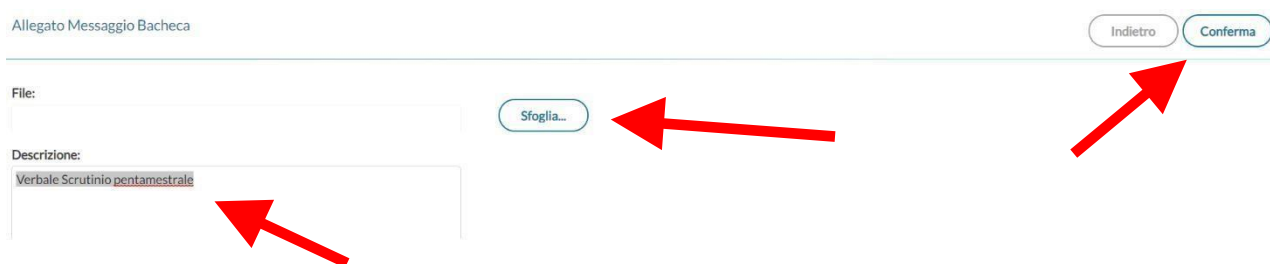 Allegato Messaggio Bacheca
Indietro
Conferma
File:
Sfoglia...
Descrizione:
Verbale Scrutinio pentamestrale